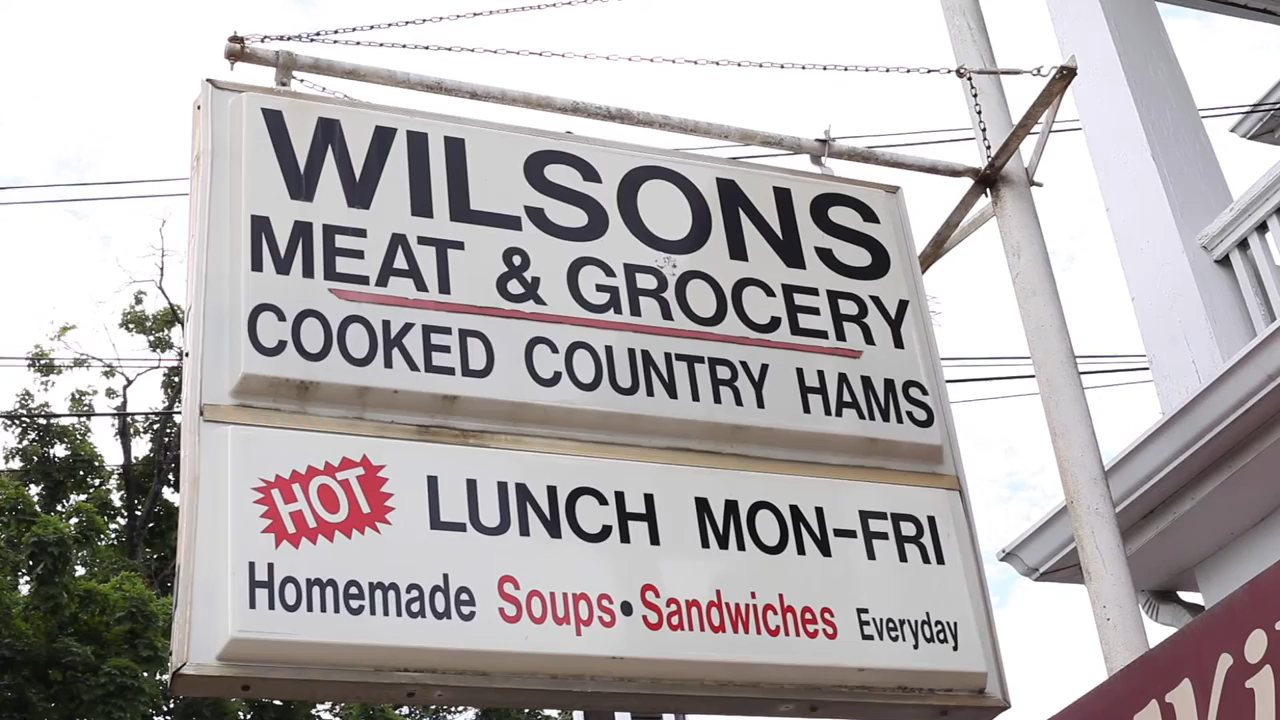 WILSONS
MEAT & GROCERY
COOKED COUNTRY HAMS
HOT LUNCH MON-FRI
Homemade Soups•Sandwiches Everyday